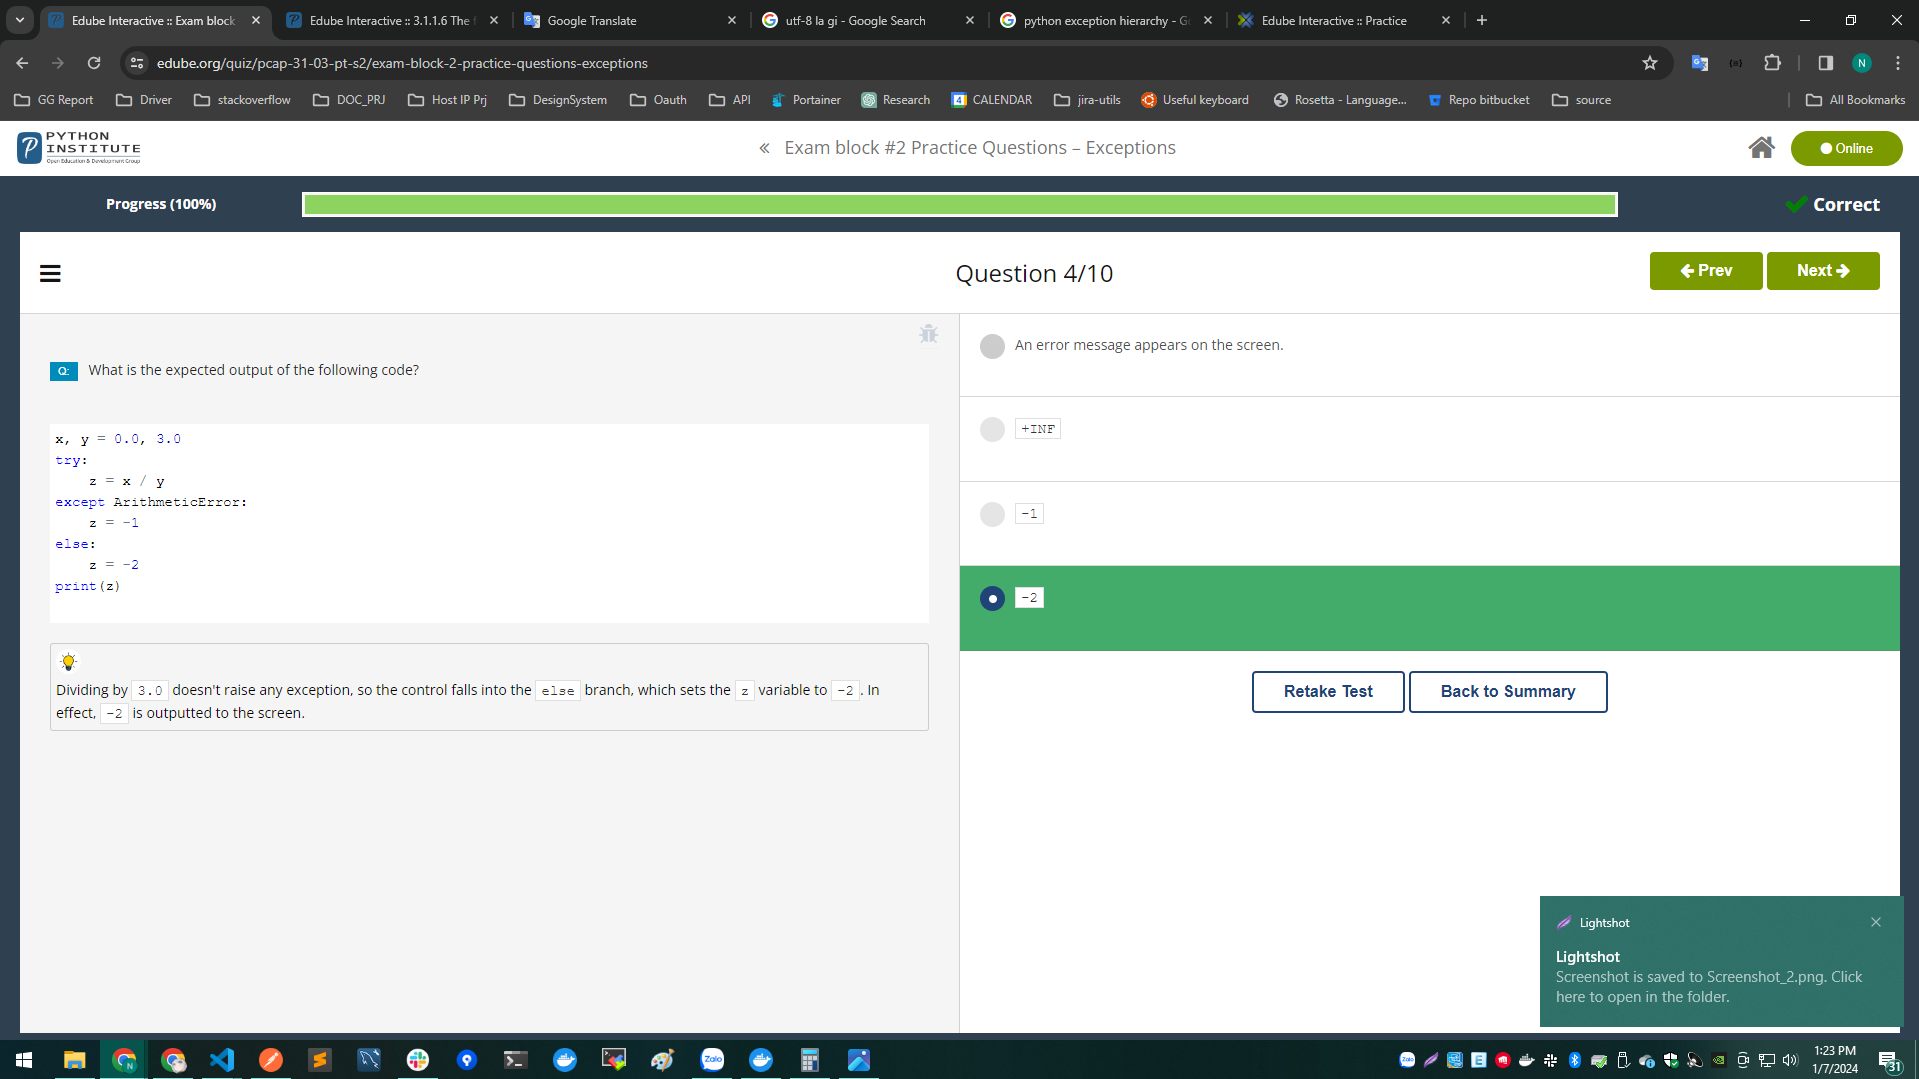 Edube Interactive :: Exam block
Edube Interactive :: 3.1.1.6 The f
Google Translate
utf-8 la gi - Google Search
python exception hierarchy - G
Edube Interactive :: Practice
edube.org/quiz/pcap-31-03-pt-s2/exam-block-2-practice-questions-exceptions
N
GG Report
Driver
stackoverflow
DOC_PRJ
Host IP Prj
DesignSystem
Oauth
API
Portainer
Research
4 CALENDAR
jira-utils
Useful keyboard
Rosetta - Language...
Repo bitbucket
source
All Bookmarks
PYTHON
INSTITUTE
Open Education & Development Group
« Exam block #2 Practice Questions – Exceptions
Online
Progress (100%)
Correct
Question 4/10
Prev
Next
Q: What is the expected output of the following code?
x, y = 0.0, 3.0
try:
    z = x / y
except ArithmeticError:
    z = -1
else:
    z = -2
print(z)
Dividing by 3.0 doesn't raise any exception, so the control falls into the else branch, which sets the z variable to -2. In
effect, -2 is outputted to the screen.
An error message appears on the screen.
+INF
-1
-2
Retake Test
Back to Summary
Lightshot
Lightshot
Screenshot is saved to Screenshot_2.png. Click
here to open in the folder.
Zalo
1:23 PM
1/7/2024
31